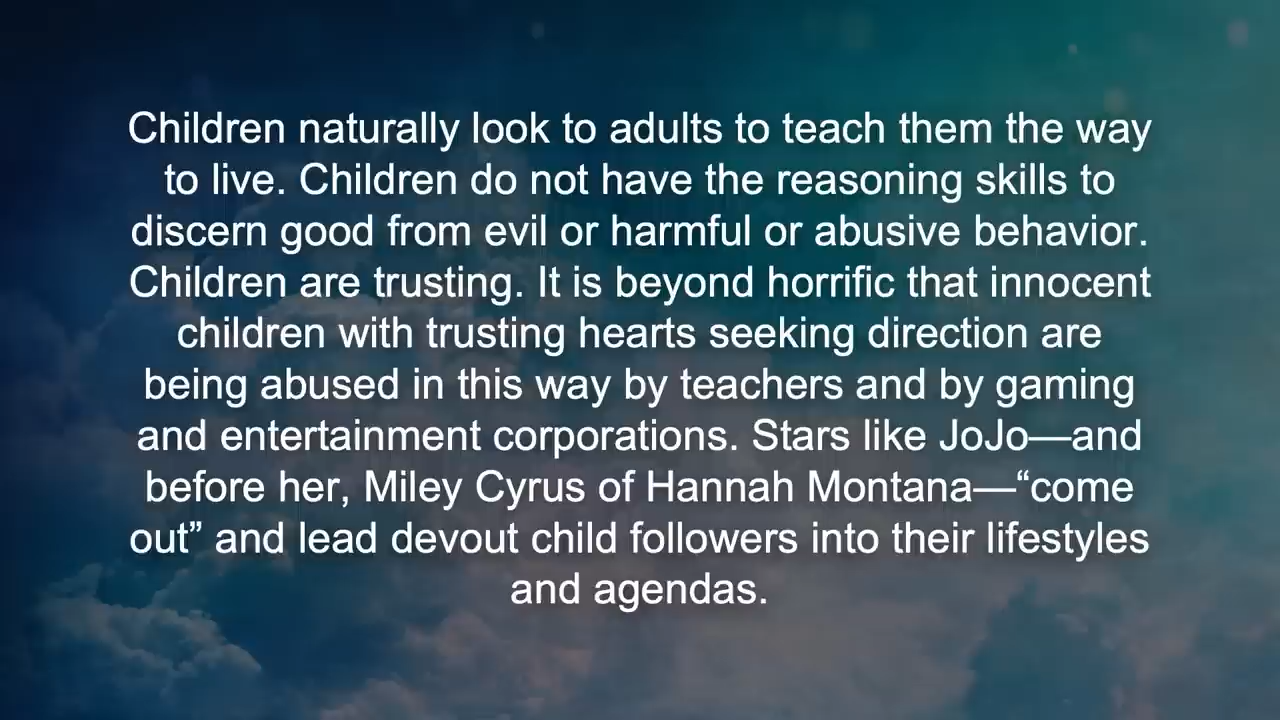 Children naturally look to adults to teach them the way
to live. Children do not have the reasoning skills to
discern good from evil or harmful or abusive behavior.
Children are trusting. It is beyond horrific that innocent
children with trusting hearts seeking direction are
being abused in this way by teachers and by gaming
and entertainment corporations. Stars like JoJo—and
before her, Miley Cyrus of Hannah Montana—“come
out” and lead devout child followers into their lifestyles
and agendas.